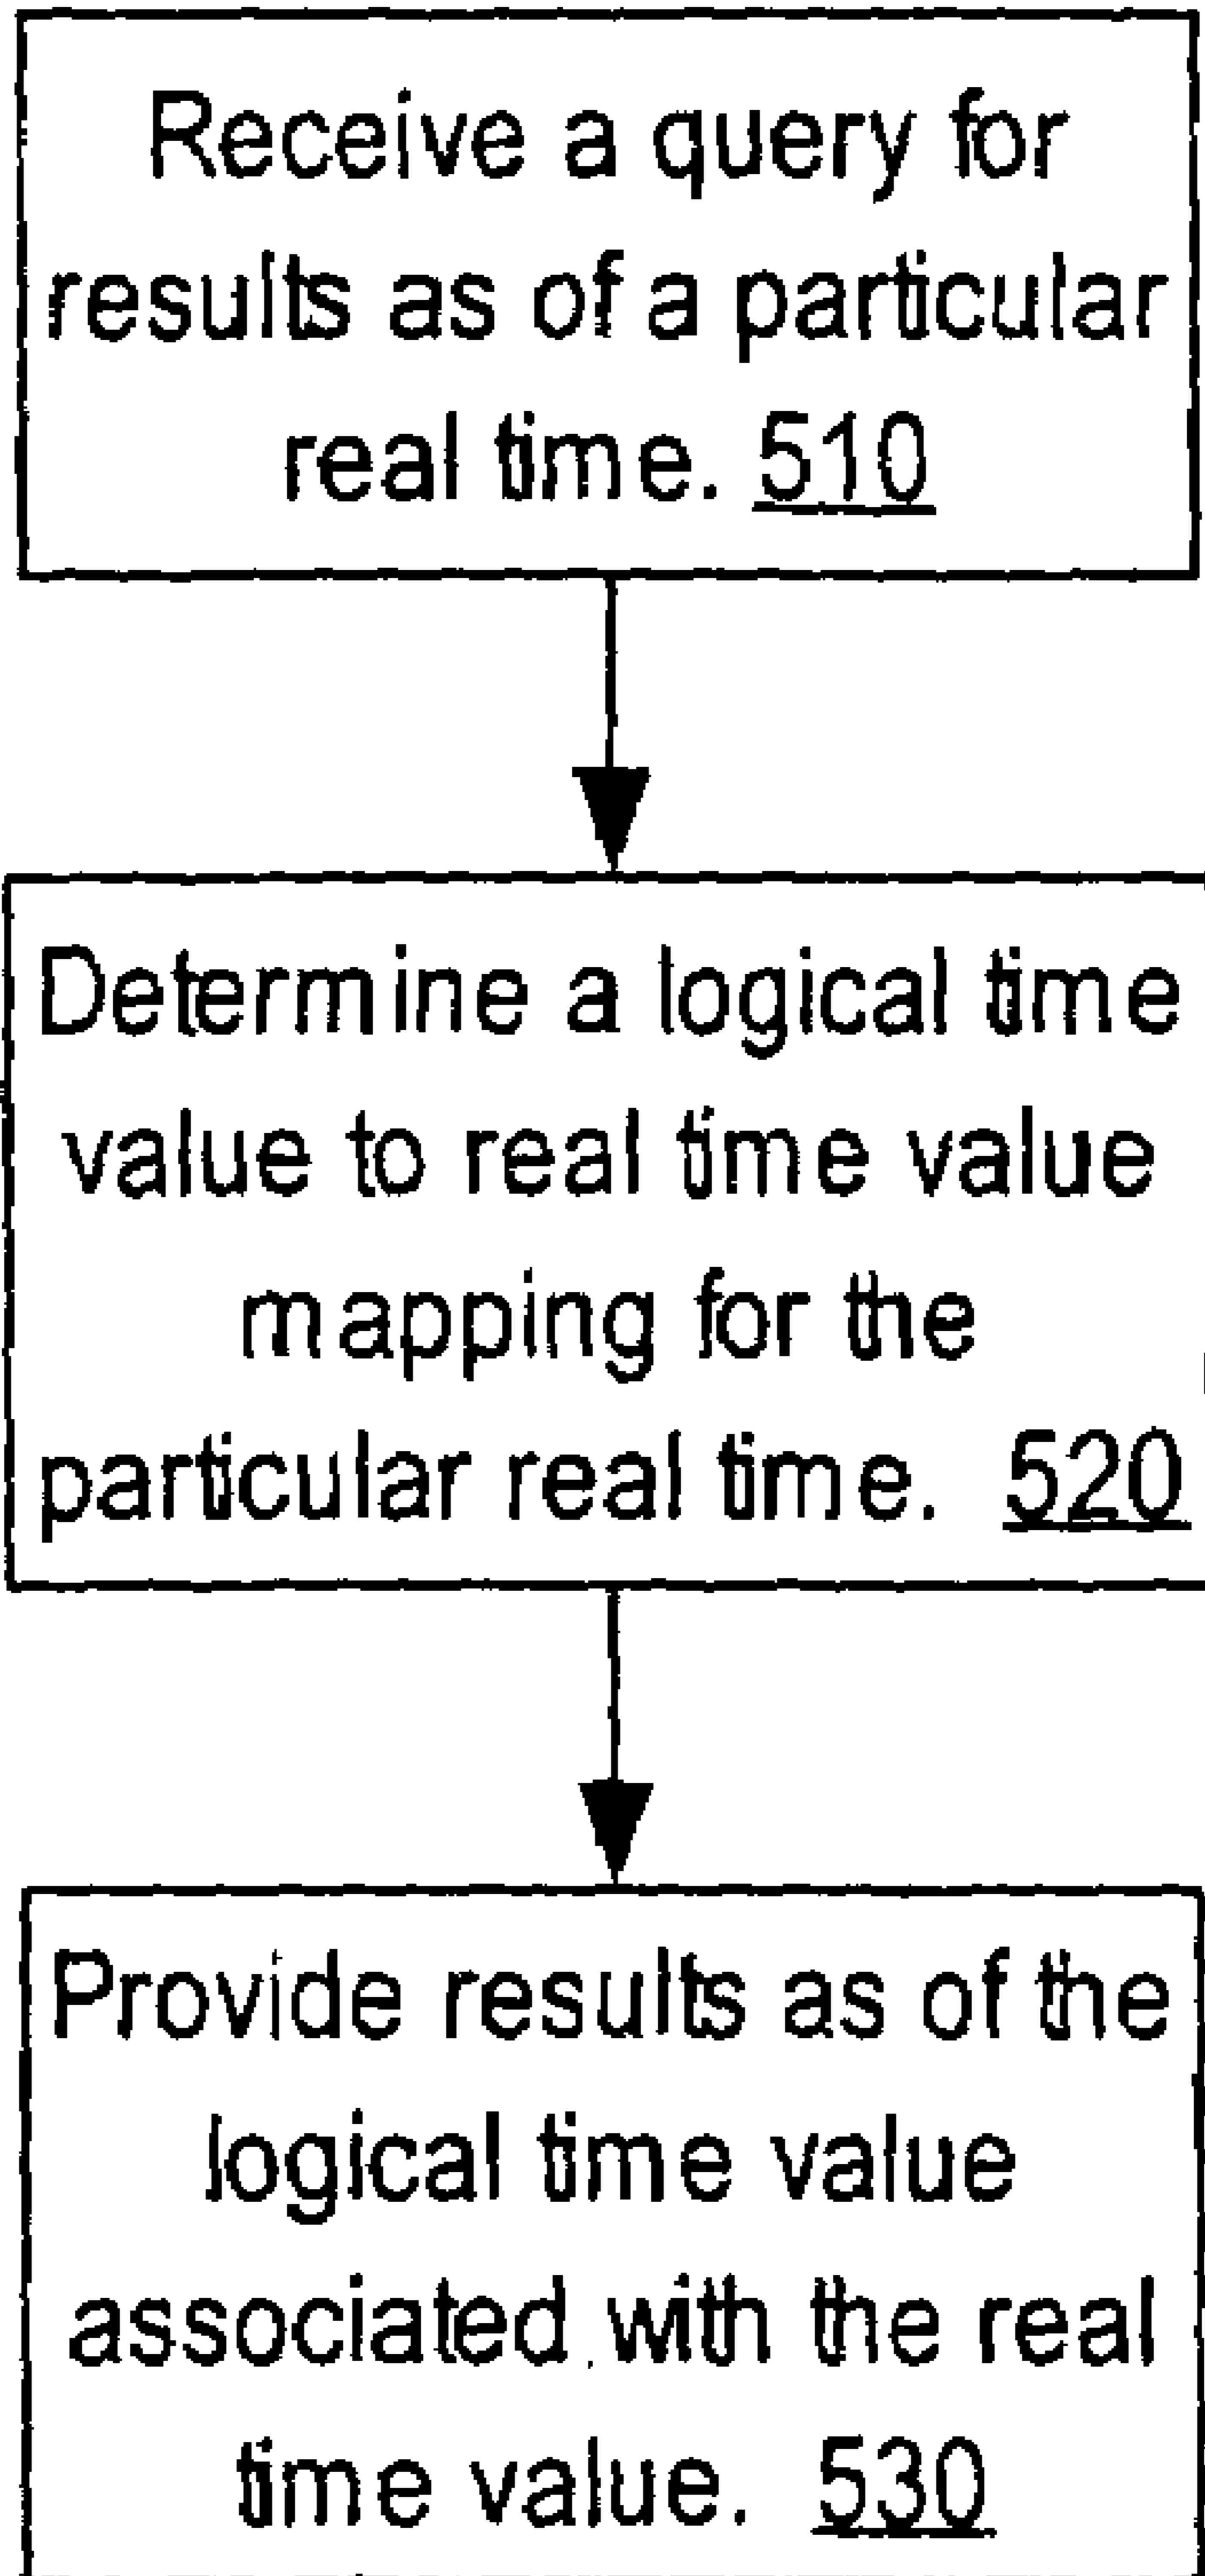 Receive a query for
results as of a particular
real time. 510
Determine a logical time
value to real time value
mapping for the
particular real time. 520
Provide results as of the
logical time value
associated with the real
time value. 530